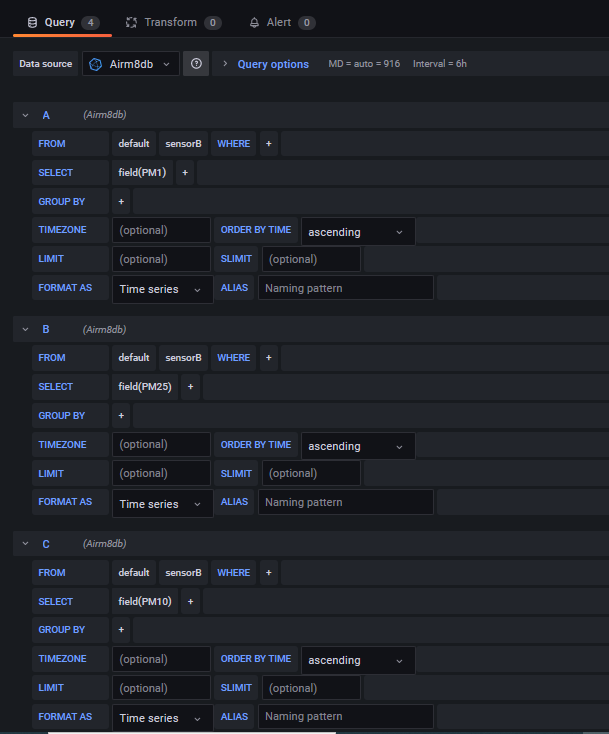 Query 4 Transform 0 Alert 0
Data source Airm8db Query options MD = auto = 916 Interval = 6h
A (Airm8db)
FROM default sensorB WHERE +
SELECT field(PM1) +
GROUP BY +
TIMEZONE (optional) ORDER BY TIME ascending
LIMIT (optional) SLIMIT (optional)
FORMAT AS Time series ALIAS Naming pattern
B (Airm8db)
FROM default sensorB WHERE +
SELECT field(PM25) +
GROUP BY +
TIMEZONE (optional) ORDER BY TIME ascending
LIMIT (optional) SLIMIT (optional)
FORMAT AS Time series ALIAS Naming pattern
C (Airm8db)
FROM default sensorB WHERE +
SELECT field(PM10) +
GROUP BY +
TIMEZONE (optional) ORDER BY TIME ascending
LIMIT (optional) SLIMIT (optional)
FORMAT AS Time series ALIAS Naming pattern